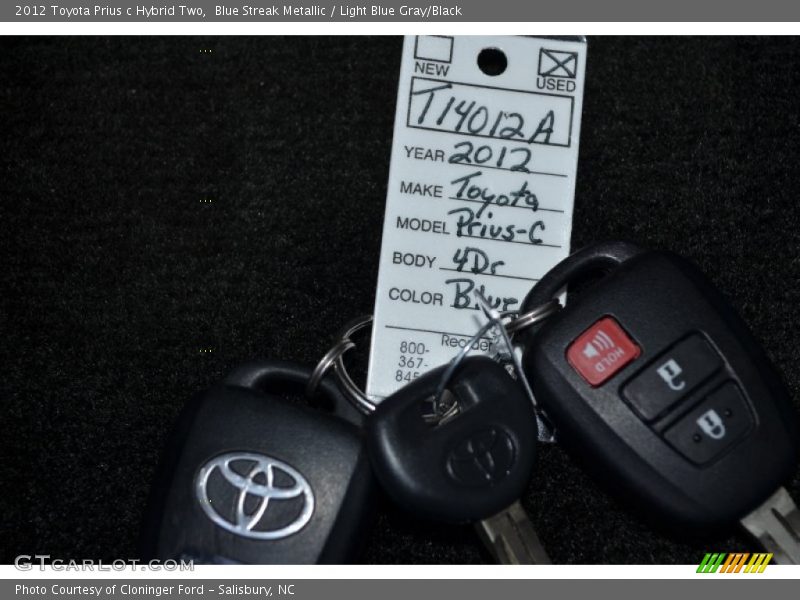 2012 Toyota Prius c Hybrid Two,  Blue Streak Metallic / Light Blue Gray/Black
NEW
USED
T14012A
YEAR 2012
MAKE Toyota
MODEL Prius-C
BODY 4Dr
COLOR Blue
Reorder
800-
367-
HOLD
GTCARLOT.COM
Photo Courtesy of Cloninger Ford - Salisbury, NC